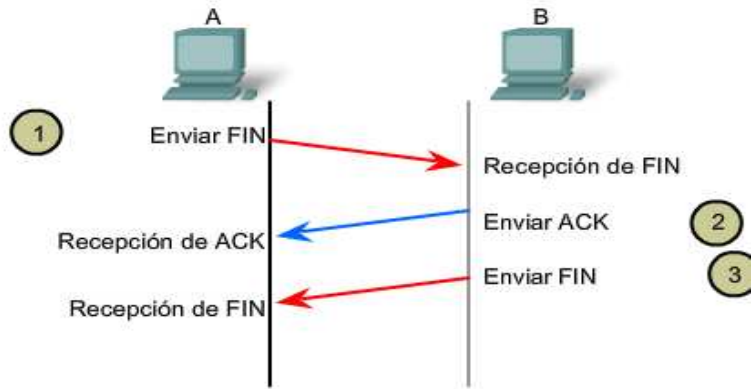 A
B
1
Enviar FIN
Recepción de FIN
Enviar ACK
2
Recepción de ACK
Enviar FIN
3
Recepción de FIN